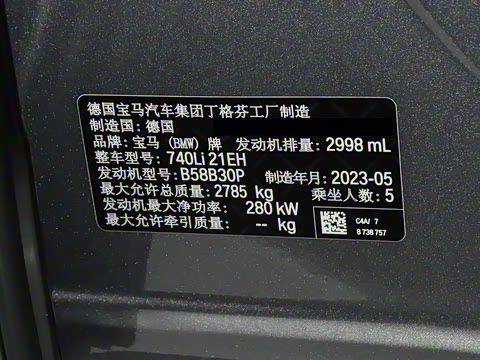 德国宝马汽车集团丁格芬工厂制造
制造国: 德国
品牌: 宝马 (BMW) 牌 发动机排量: 2998 mL
整车型号: 740Li 21EH
发动机型号: B58B30P 制造年月: 2023-05
最大允许总质量: 2785 kg 乘坐人数: 5
发动机最大净功率: 280 kW
最大允许牵引质量: -- kg
C4A/ 7
8 738 757